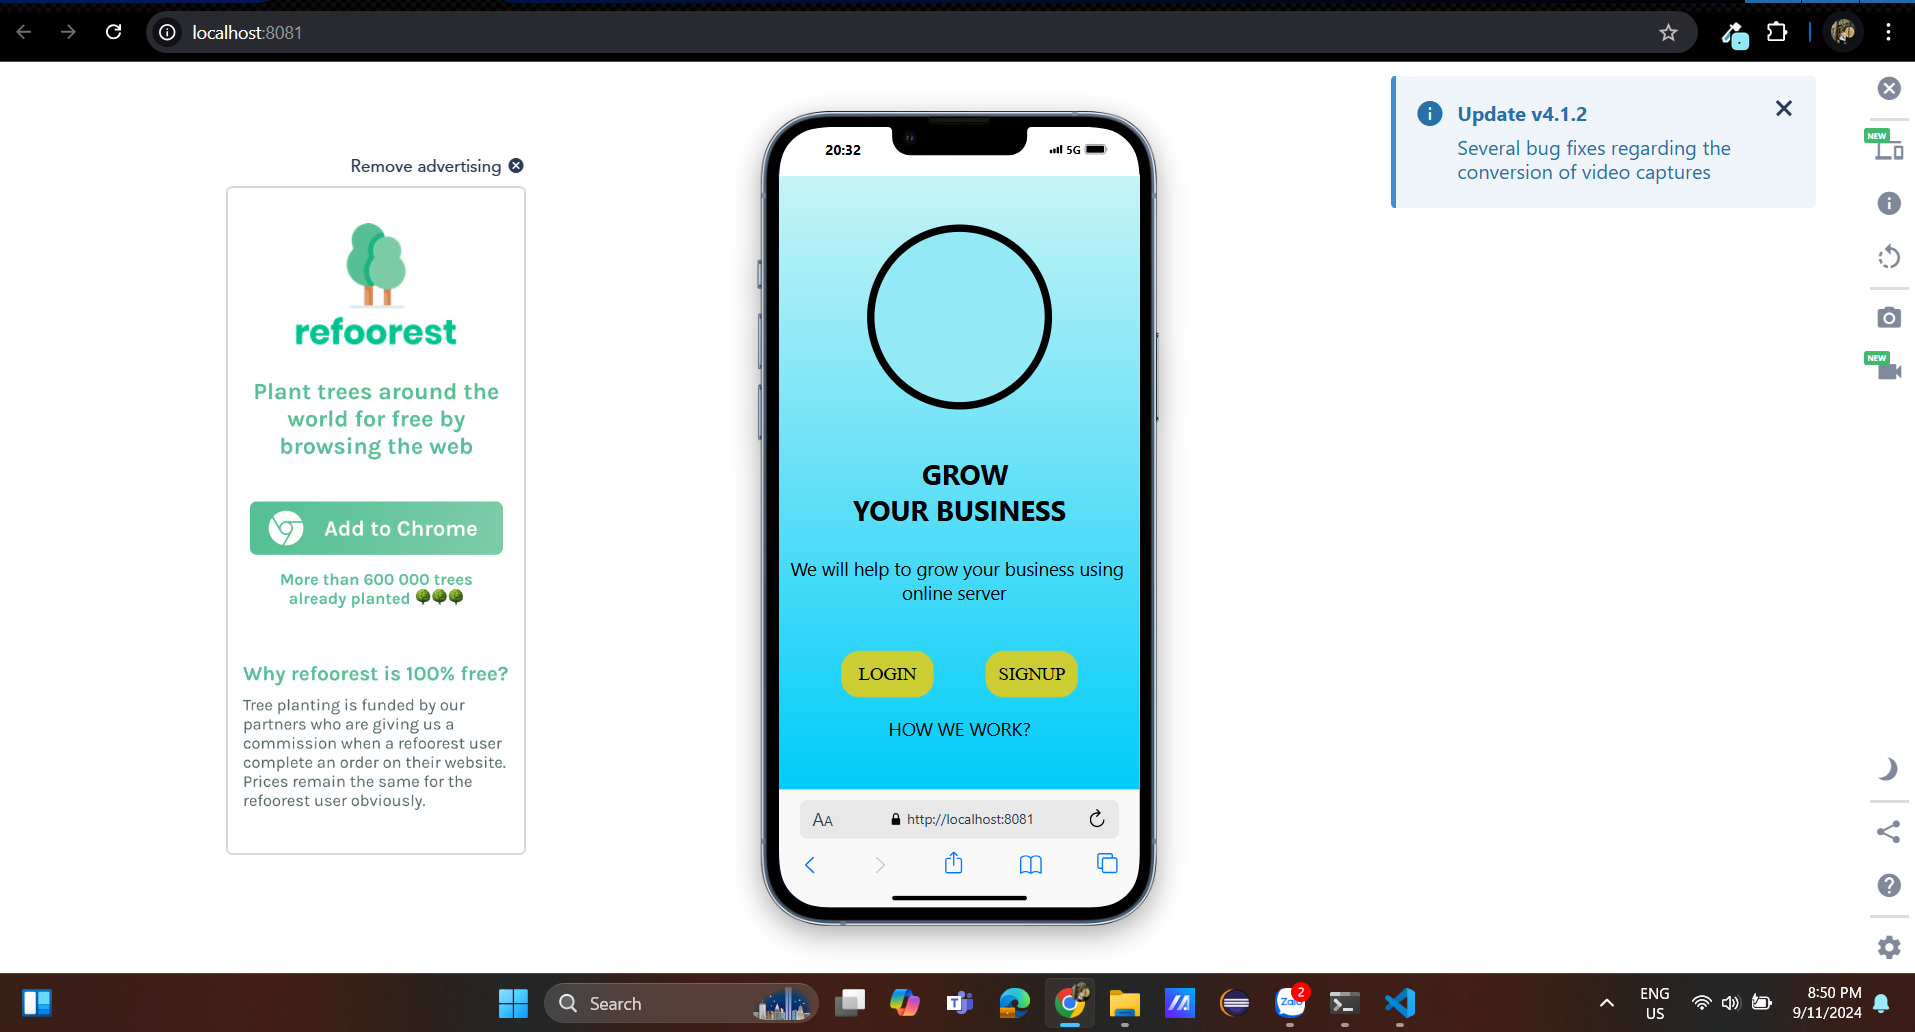 localhost:8081
Remove advertising
refoorest
Plant trees around the
world for free by
browsing the web
Add to Chrome
More than 600 000 trees
already planted 🌳🌳🌳
Why refoorest is 100% free?
Tree planting is funded by our
partners who are giving us a
commission when a refoorest user
complete an order on their website.
Prices remain the same for the
refoorest user obviously.
20:32
5G
GROW
YOUR BUSINESS
We will help to grow your business using
online server
LOGIN
SIGNUP
HOW WE WORK?
AA
http://localhost:8081
Update v4.1.2
Several bug fixes regarding the
conversion of video captures
NEW
NEW
Search
Zalo
2
ENG
US
8:50 PM
9/11/2024